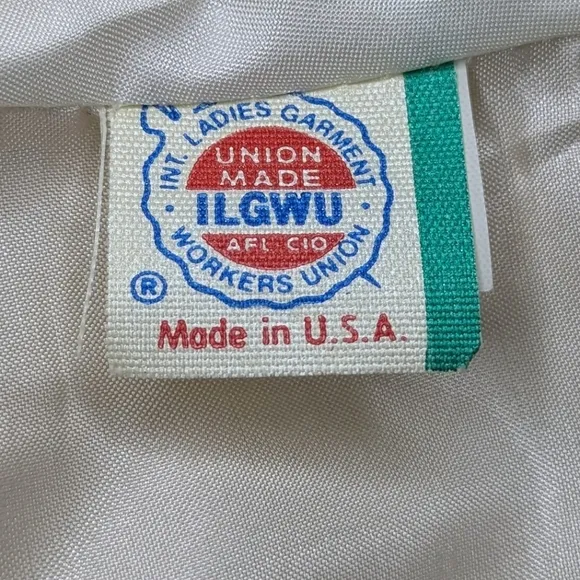 INT. LADIES GARMENT
UNION
MADE
ILGWU
AFL CIO
· WORKERS UNION ·
®
Made in U.S.A.